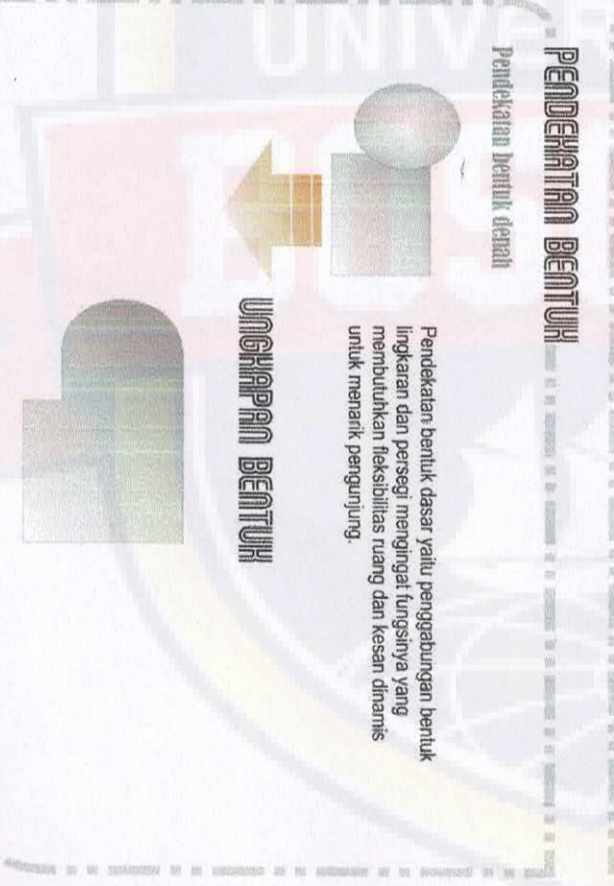 PENDEKATAN BENTUK
Pendekatan bentuk denah
Pendekatan bentuk dasar yaitu penggabungan bentuk
lingkaran dan persegi mengingat fungsinya yang
membutuhkan fleksibilitas ruang dan kesan dinamis
untuk menarik pengunjung.
UNGKAPAN BENTUK